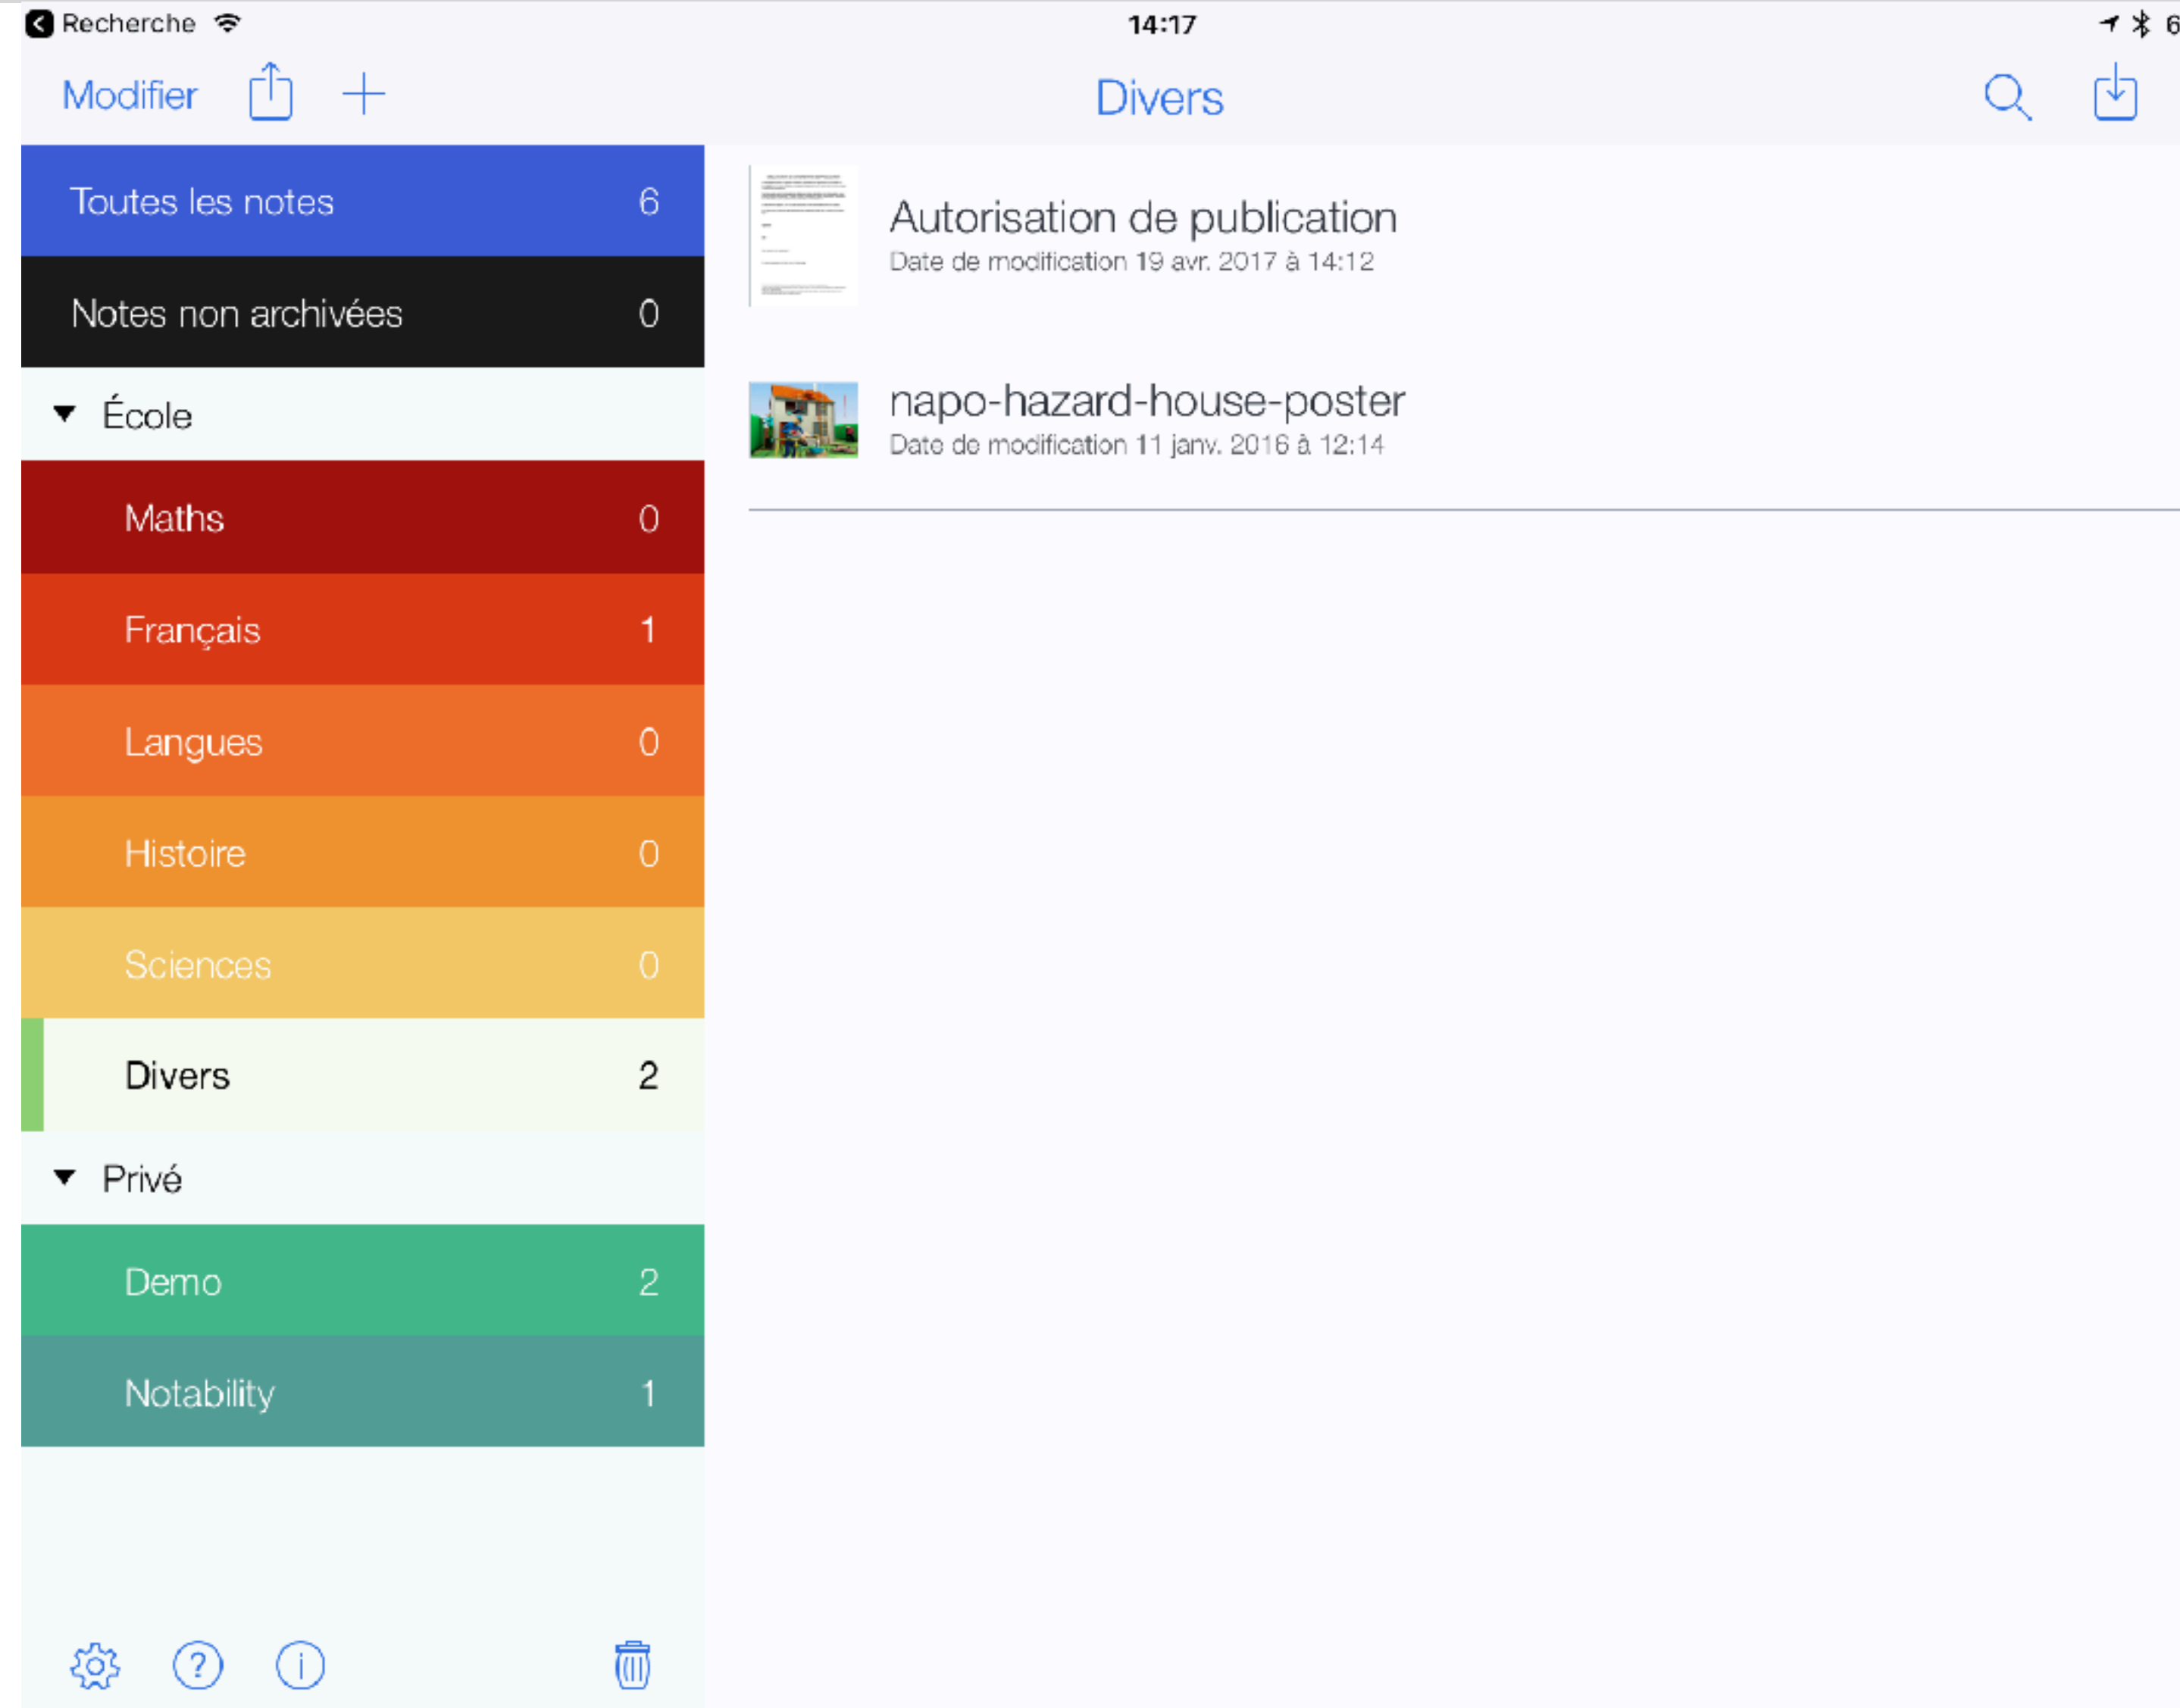 Recherche
14:17
6
Modifier
Divers
Toutes les notes 6
Notes non archivées 0
École
Maths 0
Français 1
Langues 0
Histoire 0
Sciences 0
Divers 2
Privé
Demo 2
Notability 1
?
i
Autorisation de publication
Date de modification 19 avr. 2017 à 14:12
napo-hazard-house-poster
Date de modification 11 janv. 2016 à 12:14